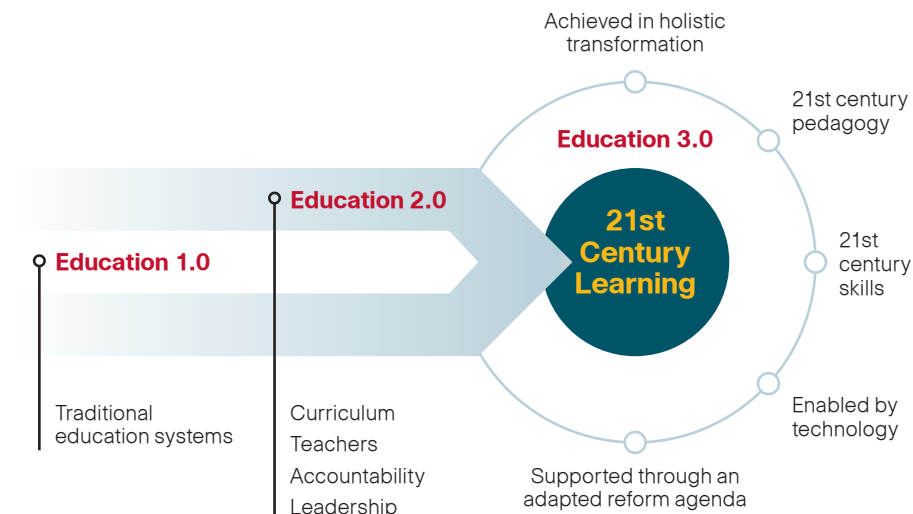 Achieved in holistic
transformation
21st century
pedagogy
Education 3.0
Education 2.0
21st
Century
Learning
21st
century
skills
Education 1.0
Traditional
education systems
Curriculum
Teachers
Accountability
Leadership
Enabled by
technology
Supported through an
adapted reform agenda